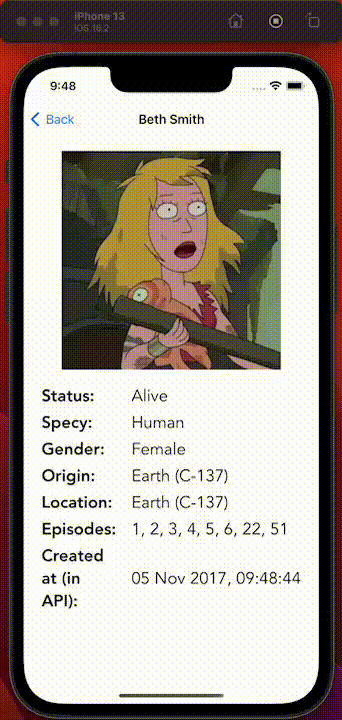 iPhone 13
iOS 16.2
9:48
Back
Beth Smith
Status: Alive
Specy: Human
Gender: Female
Origin: Earth (C-137)
Location: Earth (C-137)
Episodes: 1, 2, 3, 4, 5, 6, 22, 51
Created
at (in 05 Nov 2017, 09:48:44
API):